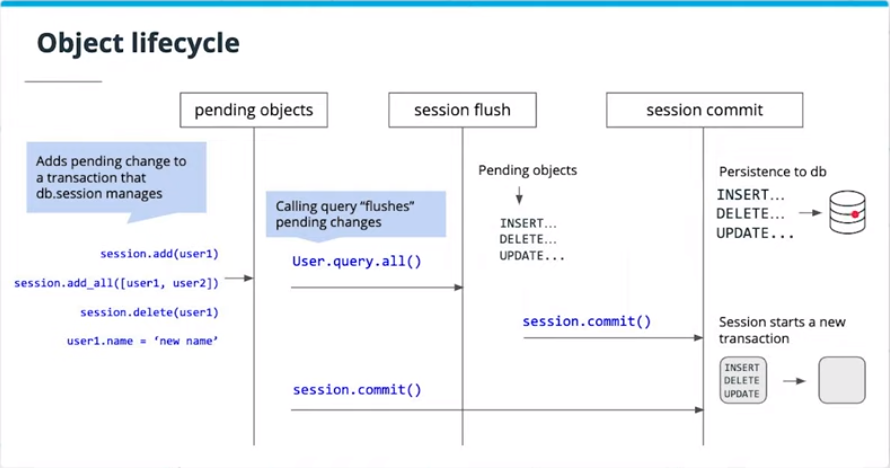 Object lifecycle
pending objects
session flush
session commit
Adds pending change to
a transaction that
db.session manages
session.add(user1)
session.add_all([user1, user2])
session.delete(user1)
user1.name = ‘new name’
Calling query “flushes”
pending changes
User.query.all()
session.commit()
Pending objects
INSERT…
DELETE…
UPDATE...
session.commit()
Persistence to db
INSERT…
DELETE…
UPDATE...
Session starts a new
transaction
INSERT
DELETE
UPDATE